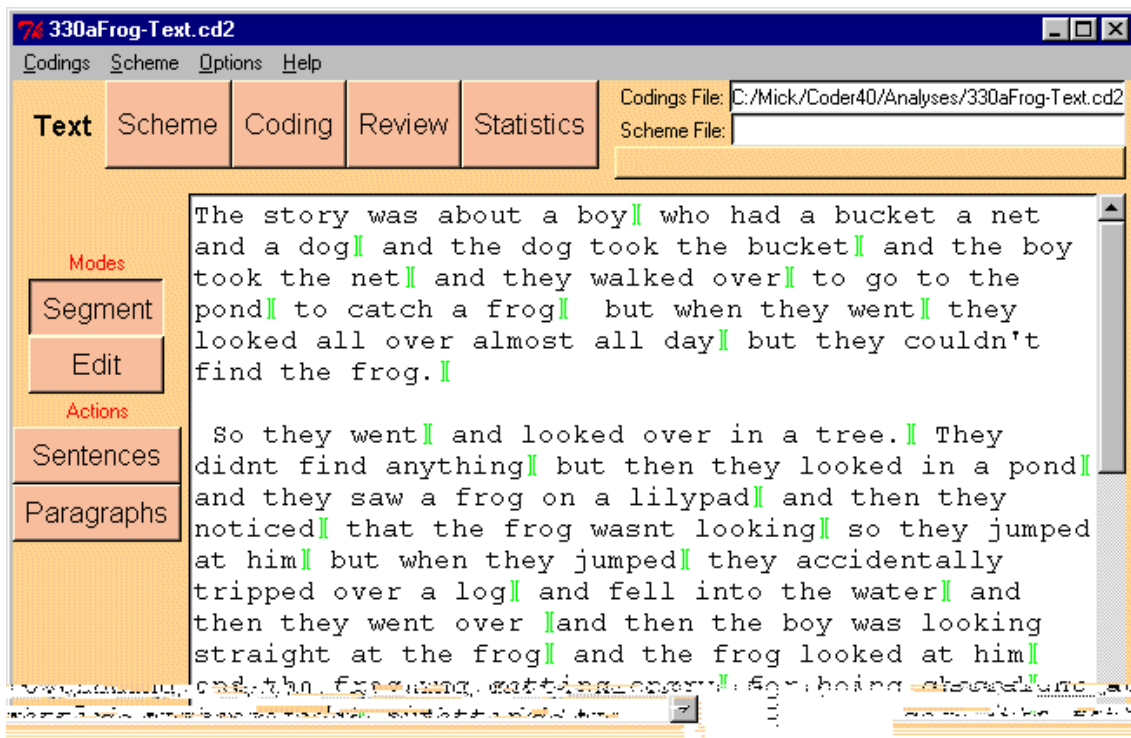 330aFrog-Text.cd2
Codings Scheme Options Help
Text Scheme Coding Review Statistics
Codings File: C:/Mick/Coder40/Analyses/330aFrog-Text.cd2
Scheme File:
Modes
Segment
Edit
Actions
Sentences
Paragraphs
The story was about a boy][ who had a bucket a net
and a dog][ and the dog took the bucket][ and the boy
took the net][ and they walked over][ to go to the
pond][ to catch a frog][  but when they went][ they
looked all over almost all day][ but they couldn't
find the frog.][
So they went][ and looked over in a tree.][ They
didnt find anything][ but then they looked in a pond][
and they saw a frog on a lilypad][ and then they
noticed][ that the frog wasnt looking][ so they jumped
at him][ but when they jumped][ they accidentally
tripped over a log][ and fell into the water][ and
then they went over ][and then the boy was looking
straight at the frog][ and the frog looked at him][